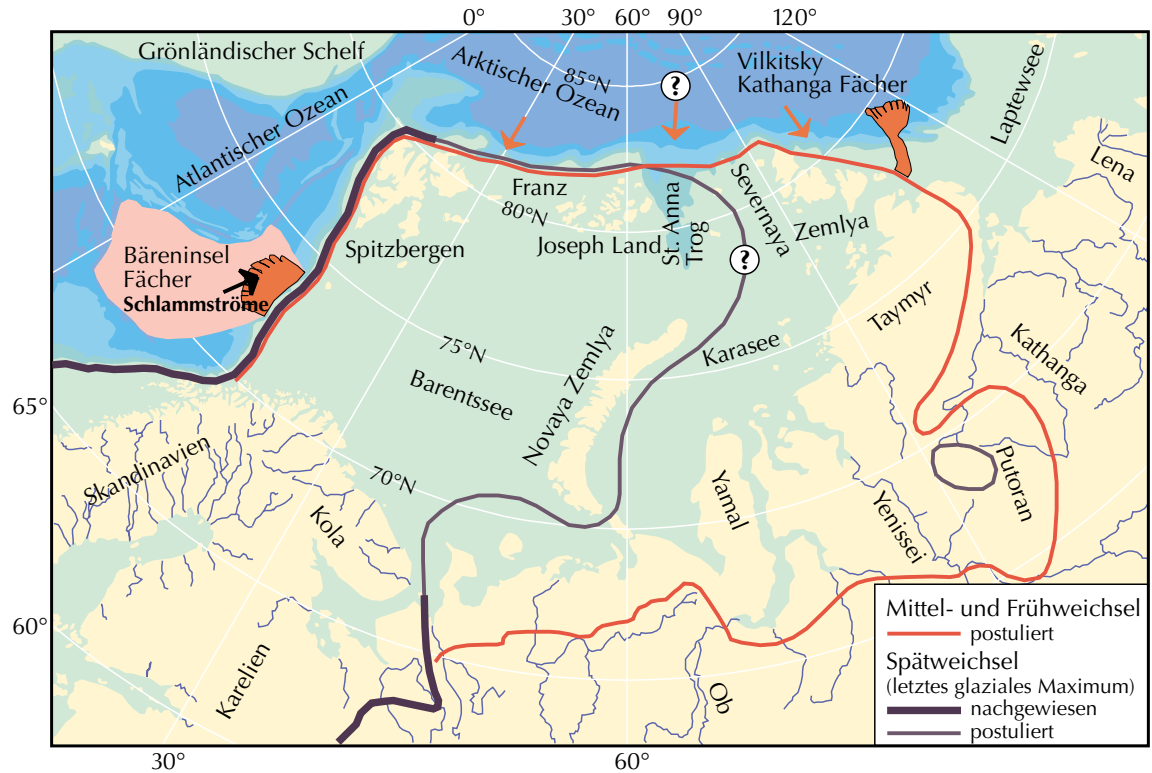 0°
30°
60°
90°
120°
Grönländischer Schelf
Arktischer Ozean
85°N
?
Vilkitsky
Kathanga Fächer
Laptewsee
Atlantischer Ozean
Lena
Franz
80°N
Joseph Land
St. Anna
Trog
Severnaya
Zemlya
Spitzbergen
Bäreninsel
Fächer
Schlammströme
?
Taymyr
Kathanga
75°N
Karasee
Barentssee
Novaya Zemlya
65°
Skandinavien
70°N
Kola
Yamal
Yenissei
Putoran
60°
Karelien
Ob
Mittel- und Frühweichsel
postuliert
Spätweichsel
(letztes glaziales Maximum)
nachgewiesen
postuliert
30°
60°